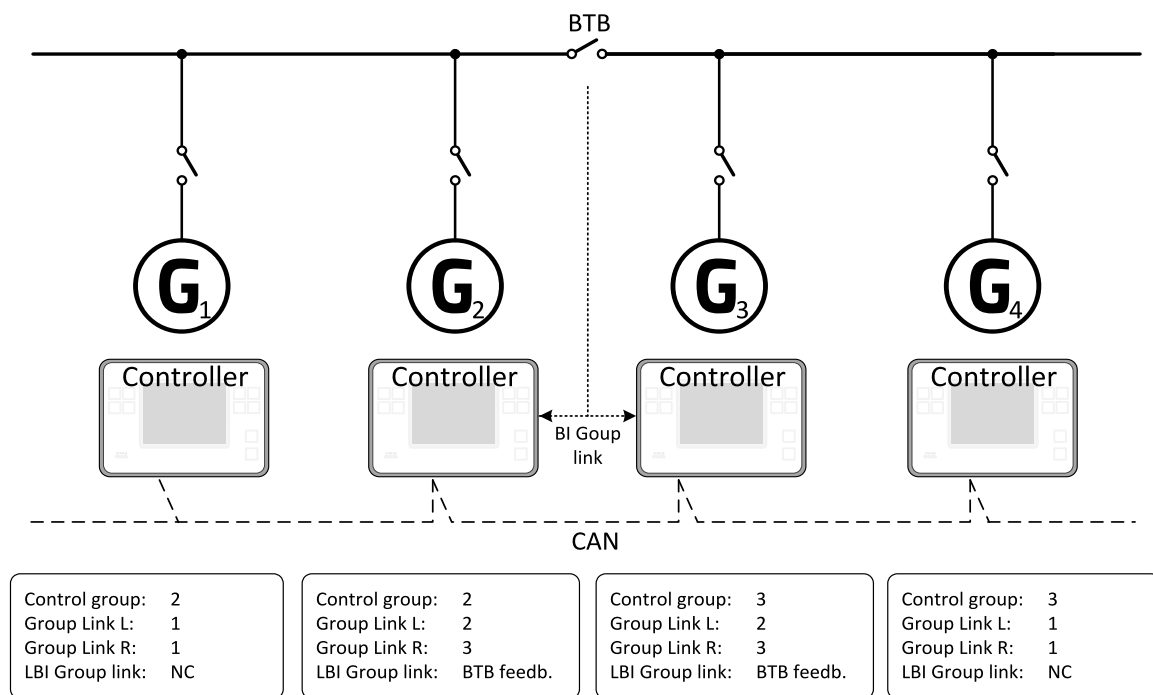 BTB
G1
G2
G3
G4
Controller
Controller
Controller
Controller
BI Goup
link
CAN
Control group: 2
Group Link L: 1
Group Link R: 1
LBI Group link: NC
Control group: 2
Group Link L: 2
Group Link R: 3
LBI Group link: BTB feedb.
Control group: 3
Group Link L: 2
Group Link R: 3
LBI Group link: BTB feedb.
Control group: 3
Group Link L: 1
Group Link R: 1
LBI Group link: NC